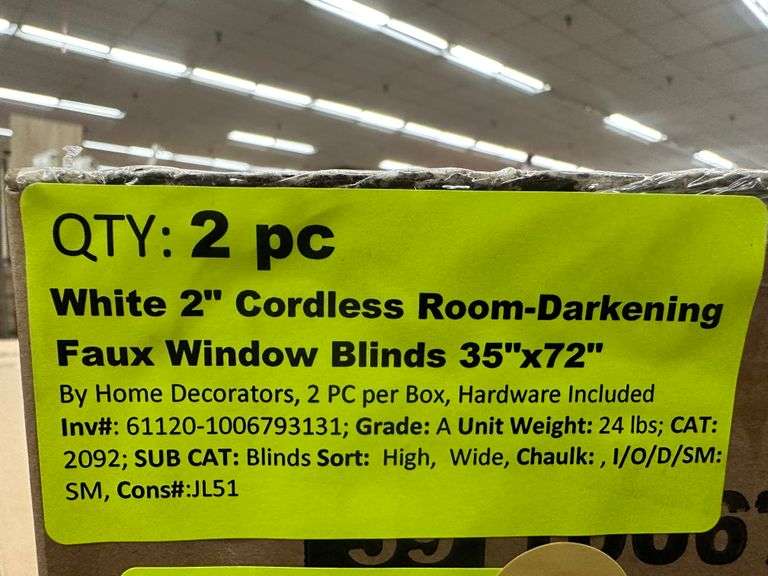 QTY: 2 pc
White 2" Cordless Room-Darkening
Faux Window Blinds 35"x72"
By Home Decorators, 2 PC per Box, Hardware Included
Inv#: 61120-1006793131; Grade: A Unit Weight: 24 lbs; CAT:
2092; SUB CAT: Blinds Sort: High, Wide, Chaulk: , I/O/D/SM:
SM, Cons#:JL51